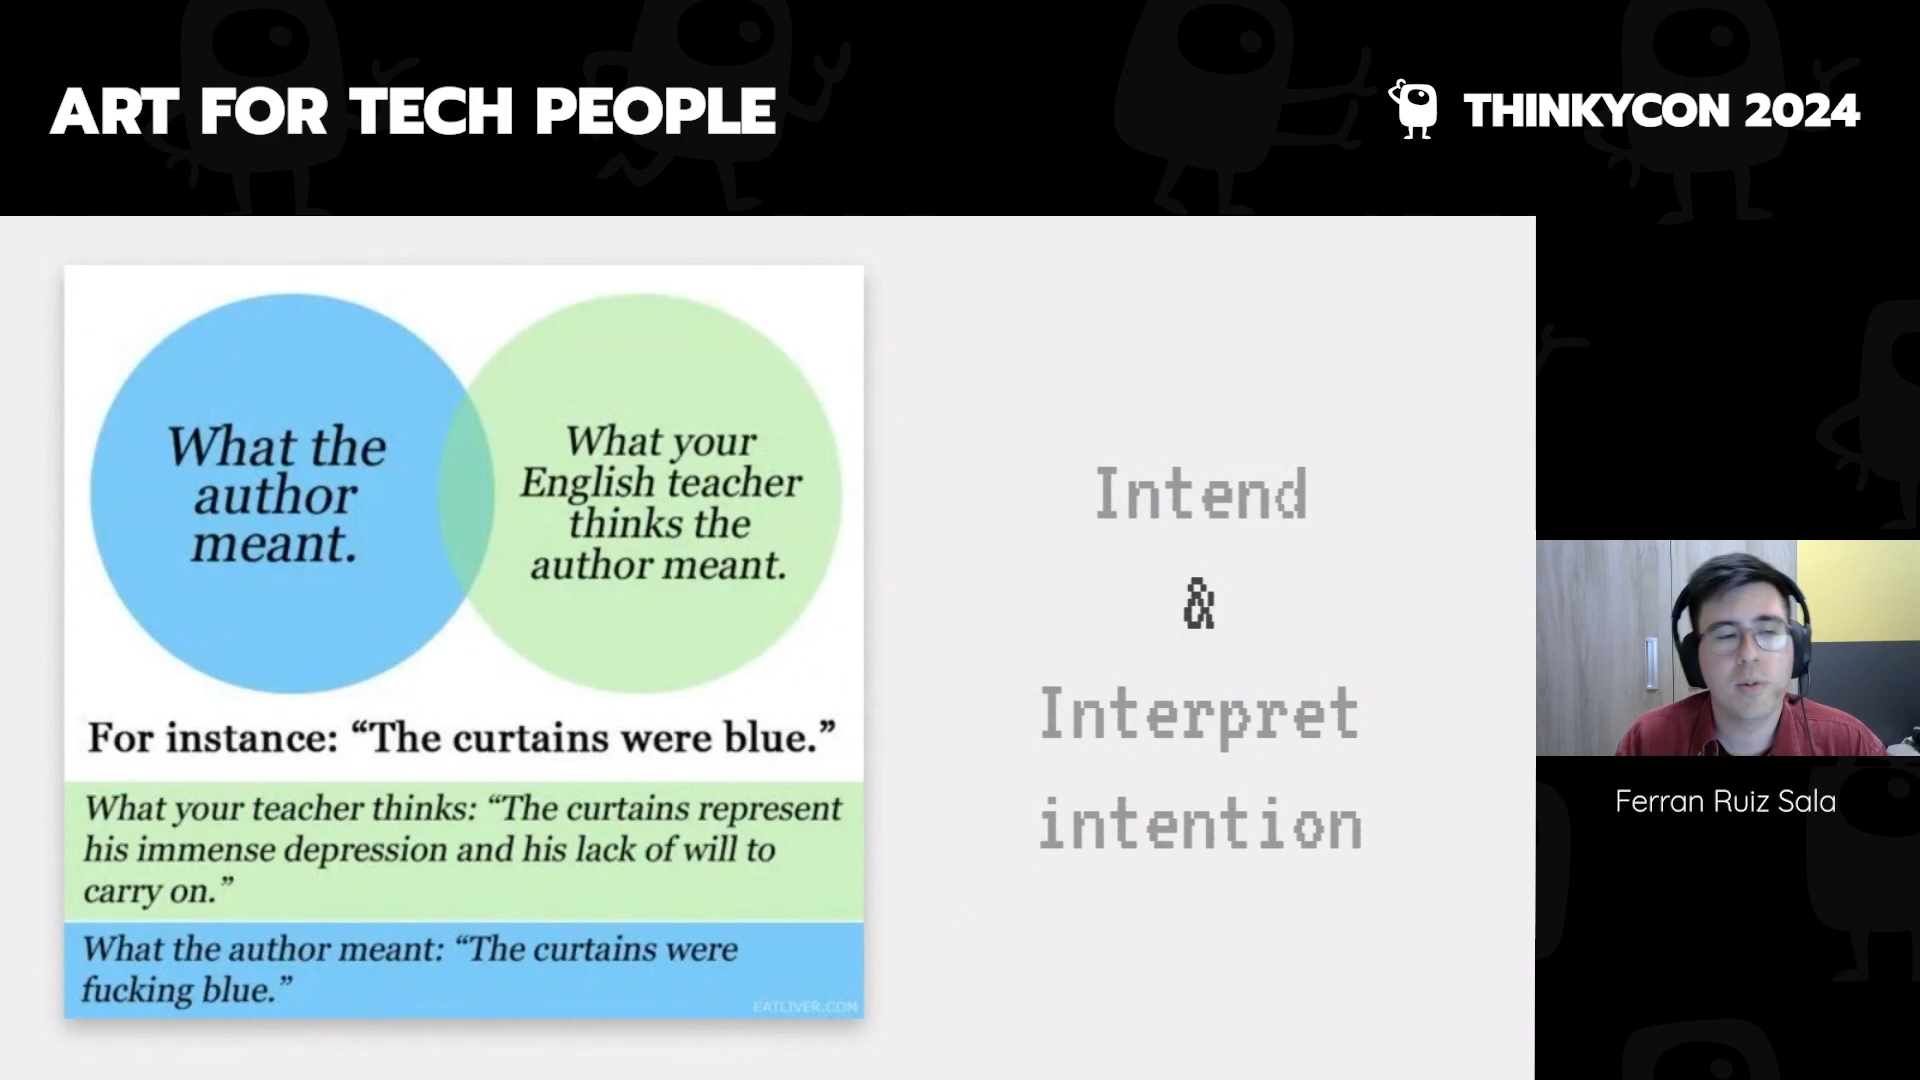 ART FOR TECH PEOPLE
THINKYCON 2024
What the
author
meant.
What your
English teacher
thinks the
author meant.
For instance: “The curtains were blue.”
What your teacher thinks: “The curtains represent
his immense depression and his lack of will to
carry on.”
What the author meant: “The curtains were
fucking blue.”
EATLIVER.COM
Intend
&
Interpret
intention
Ferran Ruiz Sala